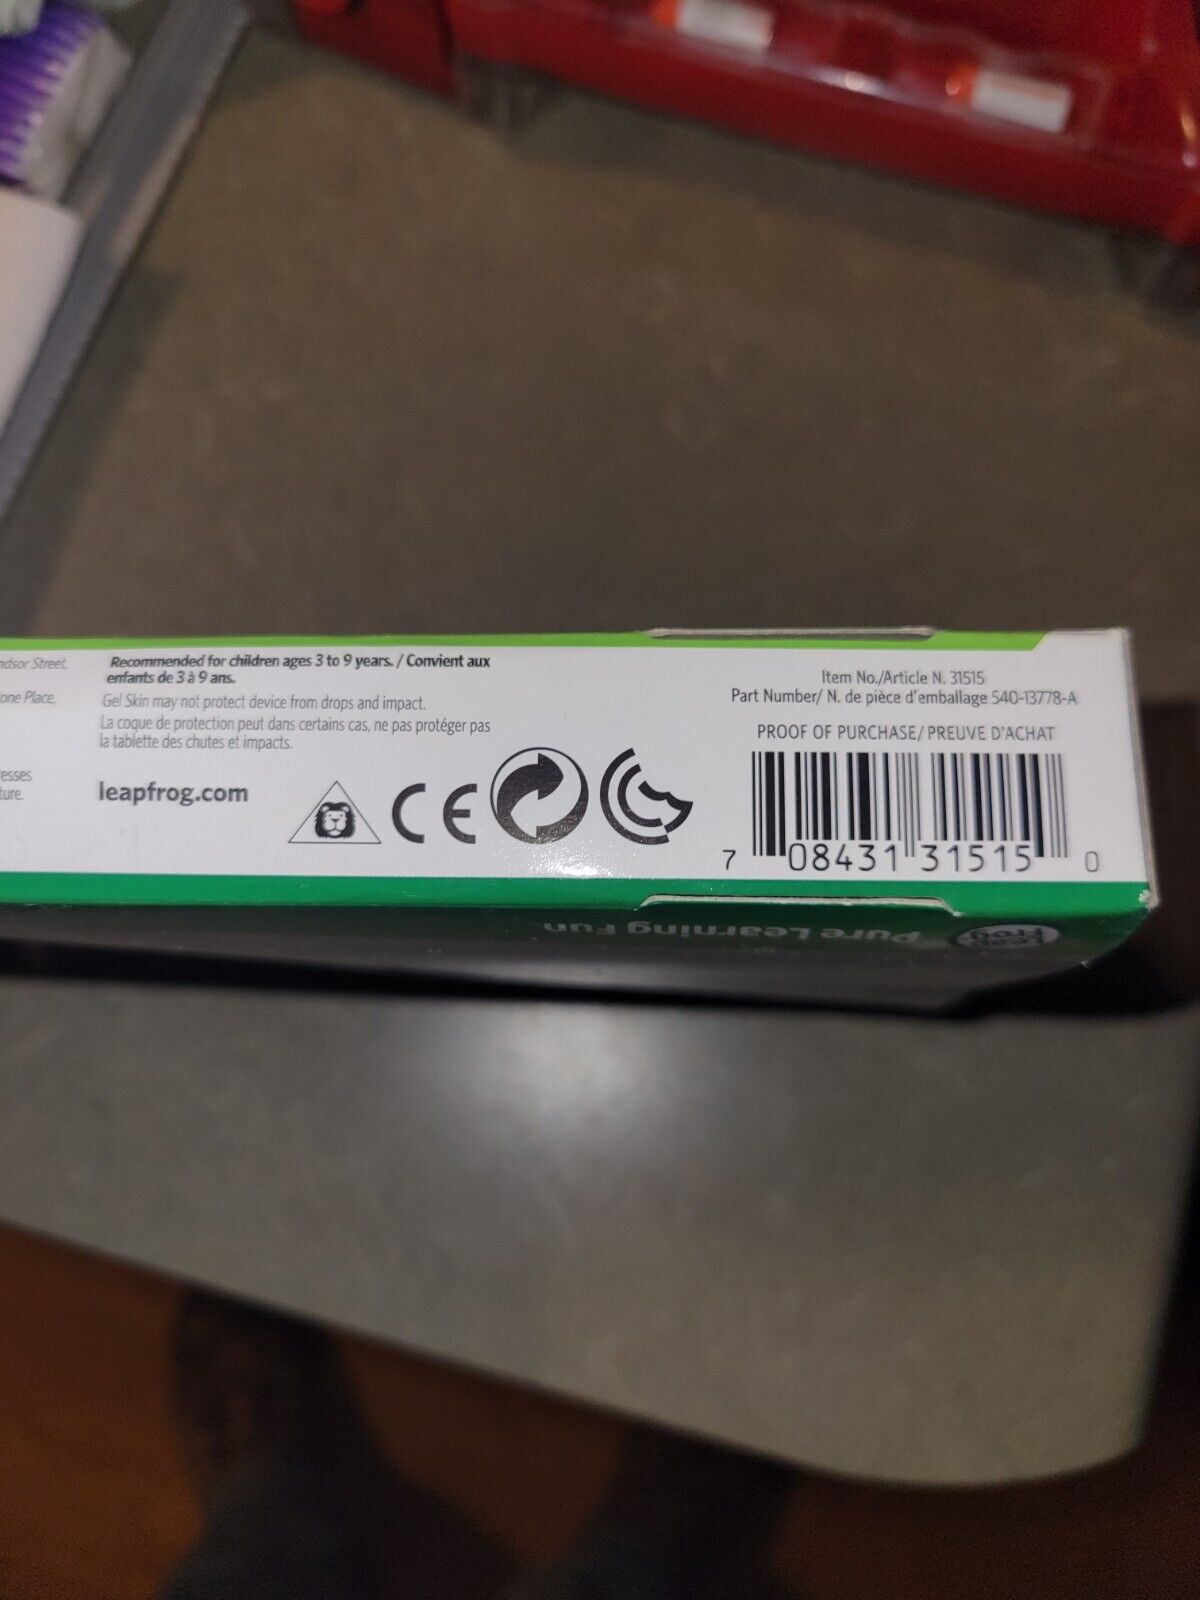 ndsor Street,
one Place,
esses
ture.
Recommended for children ages 3 to 9 years. / Convient aux
enfants de 3 à 9 ans.
Gel Skin may not protect device from drops and impact.
La coque de protection peut dans certains cas, ne pas protéger pas
la tablette des chutes et impacts.
leapfrog.com
CE
Item No./Article N. 31515
Part Number/ N. de pièce d'emballage 540-13778-A
PROOF OF PURCHASE/ PREUVE D'ACHAT
7 08431 31515 0
Leap
Frog
Pure Learning Fun™